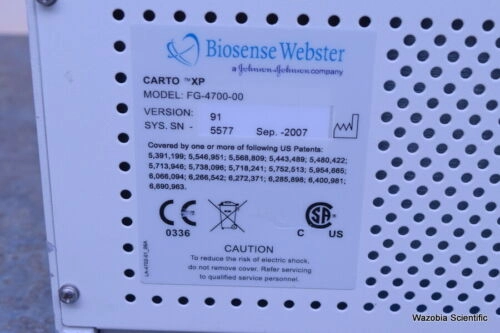 Biosense Webster
a Johnson-Johnson company
CARTO ™ XP
MODEL: FG-4700-00
VERSION: 91
SYS. SN - 5577 Sep. -2007
Covered by one or more of following US Patents:
5,391,199; 5,546,951; 5,568,809; 5,443,489; 5,480,422;
5,713,946; 5,738,096; 5,718,241; 5,752,513; 5,954,665;
6,066,094; 6,266,542; 6,272,371; 6,285,898; 6,400,981;
6,690,963.
CE
0336
SA
C US
CAUTION
To reduce the risk of electric shock,
do not remove cover. Refer servicing
to qualified service personnel.
Wazobia Scientific